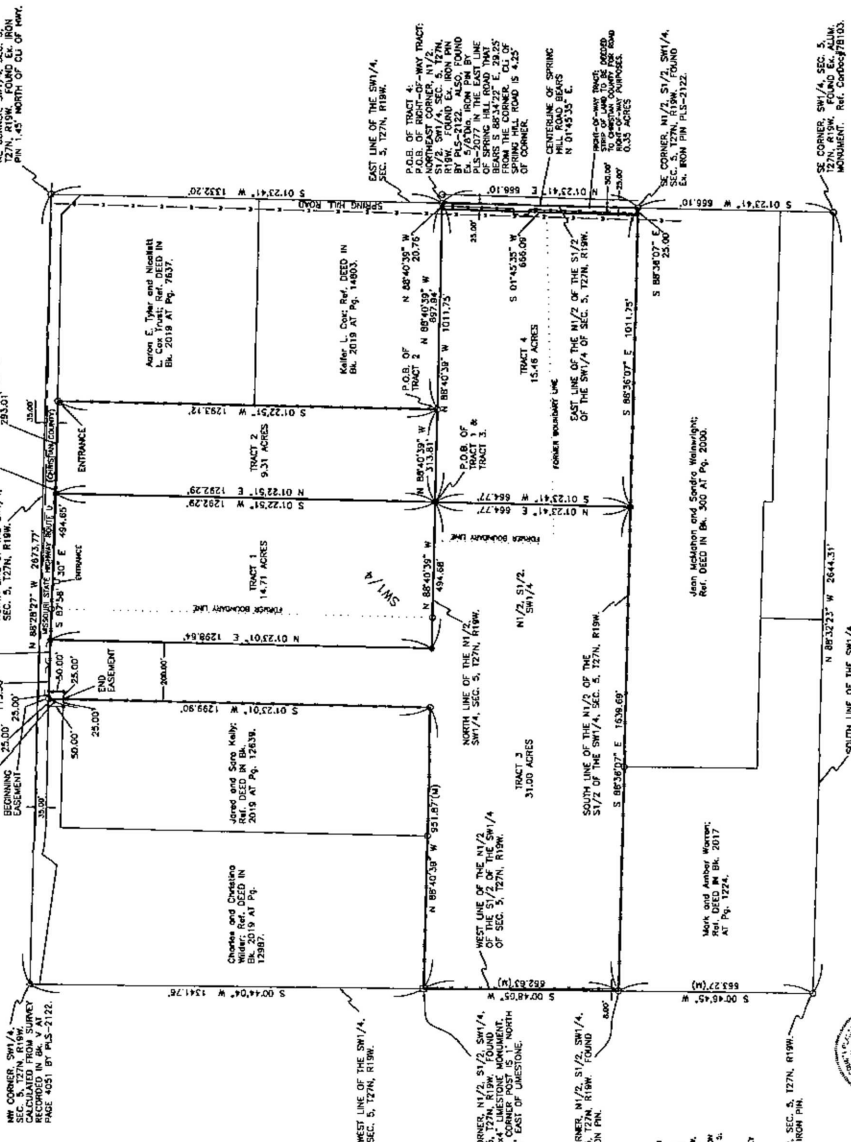 NW CORNER, SW1/4,
SEC. 5, T27N, R19W.
CALCULATED FROM SURVEY
RECORDED IN BK. V AT
PAGE 4051 BY PLS-2122.
BEGINNING
EASEMENT
25.00'
25.00'
35.00'
50.00'
25.00'
50.00'
25.00'
END
EASEMENT
200.00'
SEC. 5, T27N, R19W.
N 88°28'27" W 2673.77'
MISSOURI STATE HIGHWAY ROUTE U
(CHRISTIAN COUNTY)
S 87°58'30" E 494.65'
ENTRANCE
ENTRANCE
293.01'
35.00'
T27N, R19W. FOUND Ex. IRON
PIN 1.45' NORTH OF C/L OF HWY.
Charles and Christina
Wilder; Ref. DEED IN
Bk. 2019 AT Pg.
12987.
Jared and Sara Kelly;
Ref. DEED IN Bk.
2019 AT Pg. 12639.
S 01°23'01" W 1299.90'
N 01°23'01" E 1298.64'
FORMER BOUNDARY LINE
TRACT 1
14.71 ACRES
SW1/4
S 01°22'51" W 1292.29'
N 01°22'51" E 1292.29'
TRACT 2
9.31 ACRES
S 01°22'51" W 1293.12'
Aaron E. Tyler and Nicollett
L. Cox Trust; Ref. DEED IN
Bk. 2019 AT Pg. 7637.
Keifer L. Cox; Ref. DEED IN
Bk. 2019 AT Pg. 14803.
SPRING HILL ROAD
S 01°23'41" W 1332.20'
EAST LINE OF THE SW1/4,
SEC. 5, T27N, R19W.
P.O.B. OF TRACT 4:
P.O.B. OF RIGHT-OF-WAY TRACT:
NORTHEAST CORNER, N1/2,
S1/2, SW1/4, SEC. 5, T27N,
R19W. FOUND Ex. IRON PIN
BY PLS-2122. ALSO, FOUND
Ex. 5/8"Dia. IRON PIN BY
PLS-2077 IN THE EAST LINE
OF SPRING HILL ROAD THAT
BEARS S 88°34'22" E, 29.25'
FROM THE CORNER. C/L OF
SPRING HILL ROAD IS 4.25'
OF CORNER.
CENTERLINE OF SPRING
HILL ROAD BEARS
N 01°45'35" E.
RIGHT-OF-WAY TRACT:
STRIP OF LAND TO BE DEEDED
TO CHRISTIAN COUNTY FOR ROAD
RIGHT-OF-WAY PURPOSES.
0.35 ACRES
30.00'
25.00'
SE CORNER, N1/2, S1/2, SW1/4,
SEC. 5, T27N, R19W. FOUND
Ex. IRON PIN PLS-2122.
WEST LINE OF THE SW1/4,
SEC. 5, T27N, R19W.
S 00°44'04" W 1341.76'
N 88°40'39" W 951.87'(M)
N 88°40'39" W
494.68'
N 88°40'39" W
313.81'
P.O.B. OF
TRACT 2
N 88°40'39" W
697.94'
N 88°40'39" W 1011.75'
N 88°40'39" W
20.76'
25.00'
P.O.B. OF
TRACT 1 &
TRACT 3.
NORTH LINE OF THE N1/2,
SW1/4, SEC. 5, T27N, R19W.
N1/2, S1/2,
SW1/4
FORMER BOUNDARY LINE
N 01°23'41" E 664.77'
S 01°23'41" W 664.77'
FORMER BOUNDARY LINE
TRACT 4
15.46 ACRES
S 01°45'35" W
666.09'
N 01°23'41" E 666.10'
EAST LINE OF THE N1/2 OF THE S1/2
OF THE SW1/4 OF SEC. 5, T27N, R19W.
WEST LINE OF THE N1/2
OF THE S1/2 OF THE SW1/4
OF SEC. 5, T27N, R19W.
S 00°48'05" W
662.63'(M)
8.00'
TRACT 3
31.00 ACRES
SOUTH LINE OF THE N1/2 OF THE
S1/2 OF THE SW1/4, SEC. 5, T27N, R19W.
S 88°36'07" E 1639.69'
S 88°36'07" E 1011.75'
S 88°36'07" E
25.00'
CORNER, N1/2, S1/2, SW1/4,
T27N, R19W. FOUND
LIMESTONE MONUMENT.
CORNER POST IS 1' NORTH
EAST OF LIMESTONE.
S1/2, SW1/4,
T27N, R19W. FOUND
IRON PIN.
Mark and Amber Warren;
Ref. DEED IN Bk. 2017
AT Pg. 1224.
Jean McMahon and Sandra Wainwright;
Ref. DEED IN Bk. 300 AT Pg. 2000.
S 00°46'45" W
663.27'(M)
S 01°23'41" W 666.10'
N 88°32'23" W 2644.31'
SOUTH LINE OF THE SW1/4
SEC. 5, T27N, R19W.
IRON PIN.
SE CORNER, SW1/4, SEC. 5,
T27N, R19W. FOUND Ex. ALUM.
MONUMENT. Ref. CorDoc#78103.